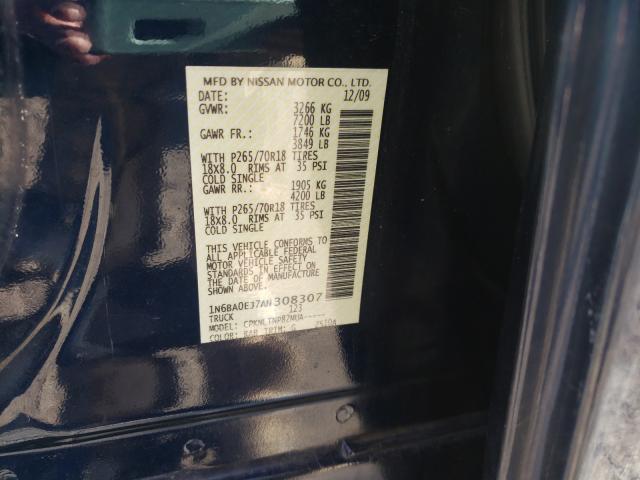 MFD BY NISSAN MOTOR CO., LTD.
DATE: 12/09
GVWR: 3266 KG
7200 LB
GAWR FR.: 1746 KG
3849 LB
WITH P265/70R18 TIRES
18X8.0 RIMS AT 35 PSI
COLD SINGLE
GAWR RR.: 1905 KG
4200 LB
WITH P265/70R18 TIRES
18X8.0 RIMS AT 35 PSI
COLD SINGLE
THIS VEHICLE CONFORMS TO
ALL APPLICABLE FEDERAL
MOTOR VEHICLE SAFETY
STANDARDS IN EFFECT ON
THE DATE OF MANUFACTURE
SHOWN ABOVE.
1N6BA0EJ7AN308307
TRUCK 123
MODEL:
COLOR: TRIM: G